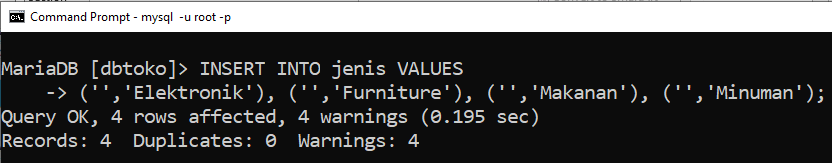 Command Prompt - mysql -u root -p
MariaDB [dbtoko]> INSERT INTO jenis VALUES
    -> ('','Elektronik'), ('','Furniture'), ('','Makanan'), ('','Minuman');
Query OK, 4 rows affected, 4 warnings (0.195 sec)
Records: 4  Duplicates: 0  Warnings: 4